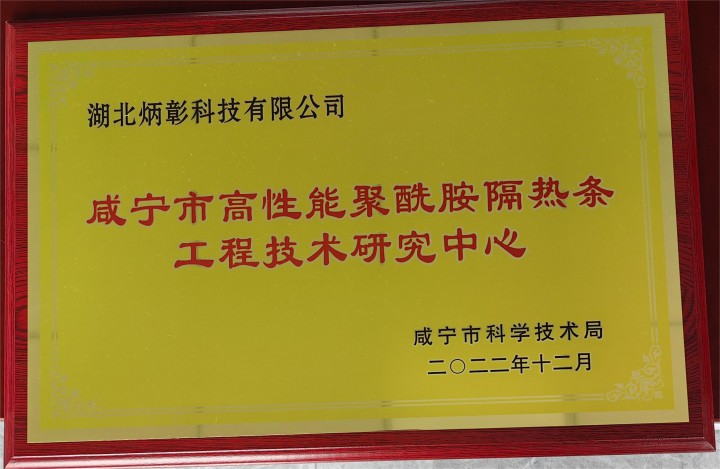 湖北炳彰科技有限公司
咸宁市高性能聚酰胺隔热条
工程技术研究中心
咸宁市科学技术局
二〇二二年十二月